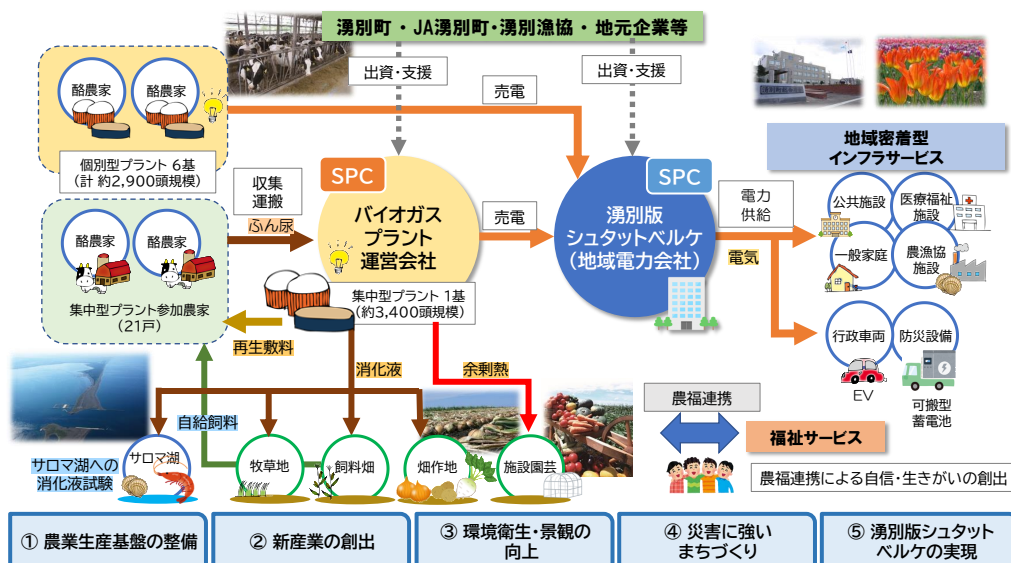 湧別町・JA湧別町・湧別漁協・地元企業等
出資・支援
出資・支援
酪農家
酪農家
個別型プラント 6基
(計 約2,900頭規模)
売電
収集
運搬
ふん尿
酪農家
酪農家
集中型プラント参加農家
(21戸)
SPC
バイオガス
プラント
運営会社
集中型プラント 1基
(約3,400頭規模)
売電
SPC
湧別版
シュタットベルケ
(地域電力会社)
電力
供給
電気
地域密着型
インフラサービス
公共施設
医療福祉
施設
一般家庭
農漁協
施設
行政車両
EV
防災設備
可搬型
蓄電池
再生敷料
消化液
余剰熱
自給飼料
サロマ湖への
消化液試験
サロマ湖
牧草地
飼料畑
畑作地
施設園芸
農福連携
福祉サービス
農福連携による自信・生きがいの創出
① 農業生産基盤の整備
② 新産業の創出
③ 環境衛生・景観の
向上
④ 災害に強い
まちづくり
⑤ 湧別版シュタット
ベルケの実現